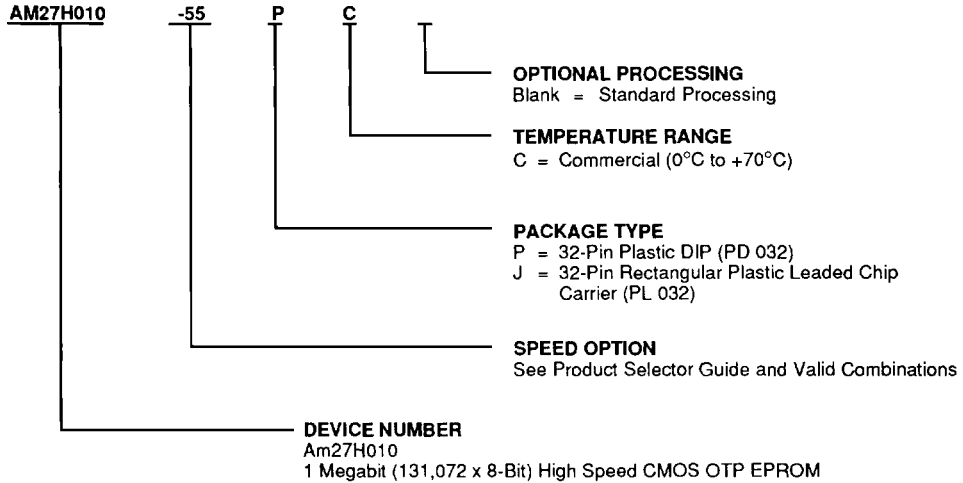 AM27H010 -55 P C
OPTIONAL PROCESSING
Blank = Standard Processing
TEMPERATURE RANGE
C = Commercial (0°C to +70°C)
PACKAGE TYPE
P = 32-Pin Plastic DIP (PD 032)
J = 32-Pin Rectangular Plastic Leaded Chip
Carrier (PL 032)
SPEED OPTION
See Product Selector Guide and Valid Combinations
DEVICE NUMBER
Am27H010
1 Megabit (131,072 x 8-Bit) High Speed CMOS OTP EPROM